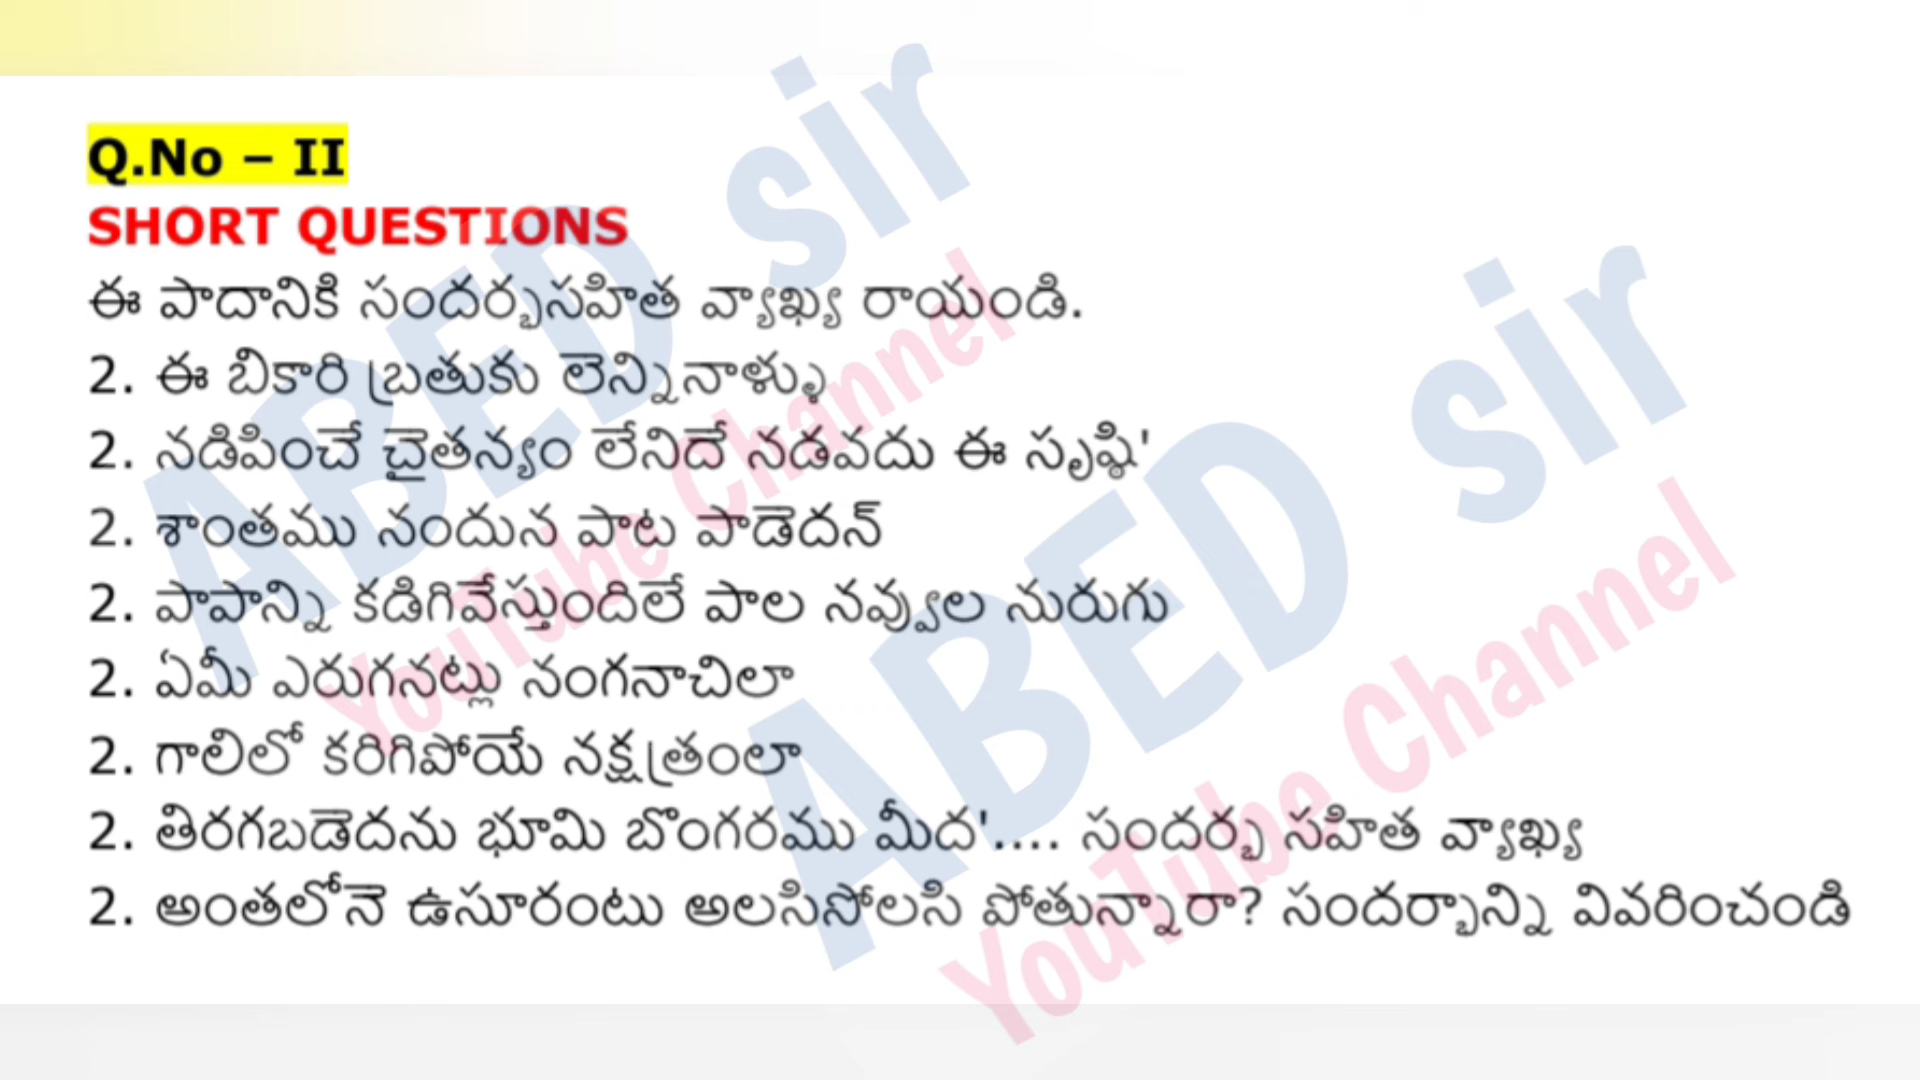 Q.No – II
SHORT QUESTIONS
ఈ పాదానికి సందర్భసహిత వ్యాఖ్య రాయండి.
2. ఈ బికారి బ్రతుకు లెన్నినాళ్ళు
2. నడిపించే చైతన్యం లేనిదే నడవదు ఈ సృష్ఠి'
2. శాంతము నందున పాట పాడెదన్
2. పాపాన్ని కడిగివేస్తుందిలే పాల నవ్వుల నురుగు
2. ఏమీ ఎరుగనట్లు నంగనాచిలా
2. గాలిలో కరిగిపోయే నక్షత్రంలా
2. తిరగబడెదను భూమి బొంగరము మీద'.... సందర్భ సహిత వ్యాఖ్య
2. అంతలోనె ఉసూరంటు అలసిసోలసి పోతున్నారా? సందర్భాన్ని వివరించండి
ABED sir
YouTube Channel
ABED sir
YouTube Channel